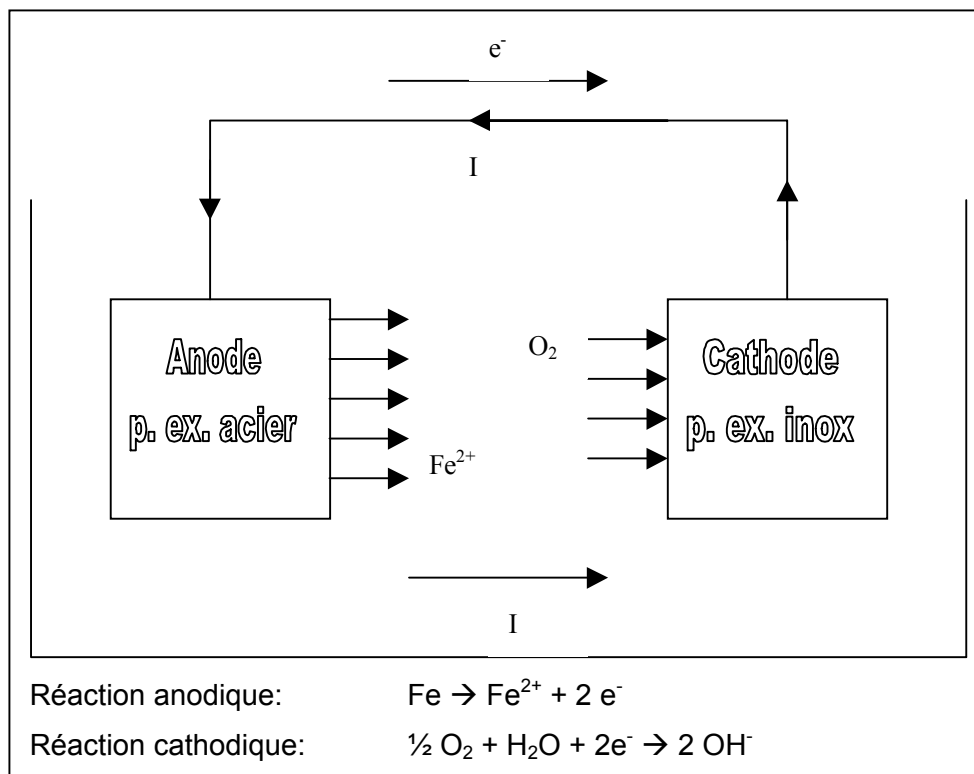 e⁻
I
Anode
p. ex. acier
O₂
Cathode
p. ex. inox
Fe²⁺
I
Réaction anodique: Fe → Fe²⁺ + 2 e⁻
Réaction cathodique: ½ O₂ + H₂O + 2e⁻ → 2 OH⁻